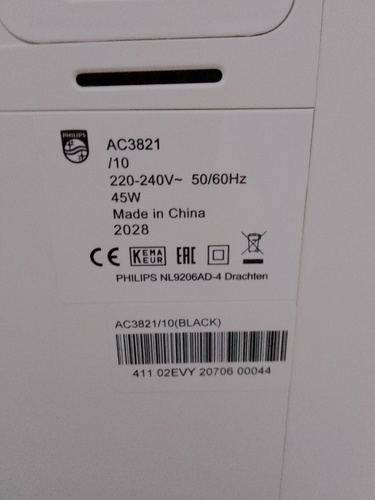 PHILIPS
AC3821
/10
220-240V~ 50/60Hz
45W
Made in China
2028
CE KEMA KEUR EAC
PHILIPS NL9206AD-4 Drachten
AC3821/10(BLACK)
411 02EVY 20706 00044